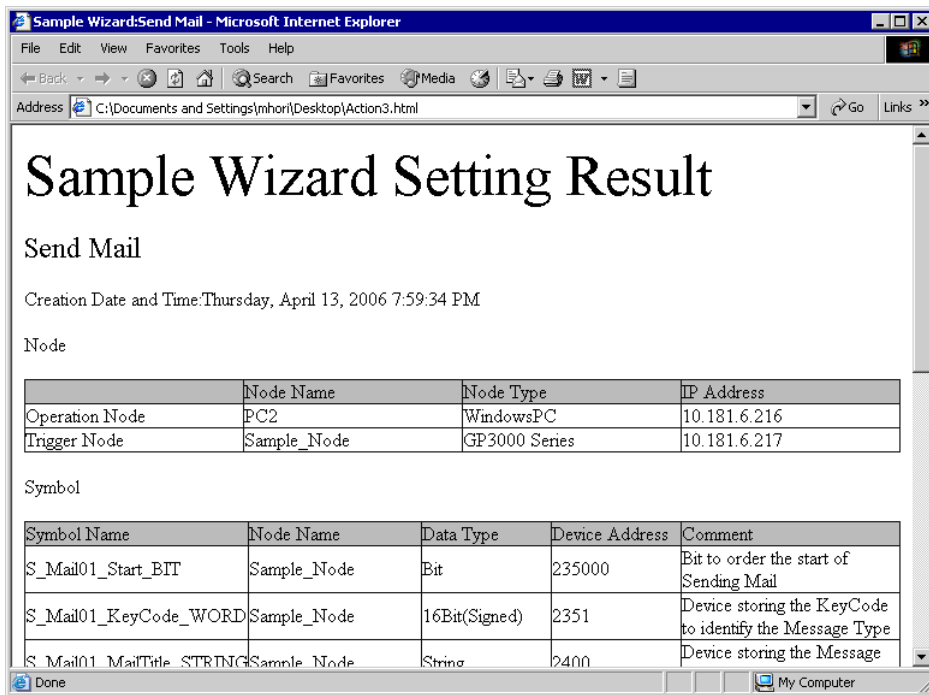 Sample Wizard:Send Mail - Microsoft Internet Explorer
File Edit View Favorites Tools Help
Back Search Favorites Media
Address C:\Documents and Settings\mhori\Desktop\Action3.html Go Links »
Sample Wizard Setting Result
Send Mail
Creation Date and Time:Thursday, April 13, 2006 7:59:34 PM
Node
Node Name Node Type IP Address
Operation Node PC2 WindowsPC 10.181.6.216
Trigger Node Sample_Node GP3000 Series 10.181.6.217
Symbol
Symbol Name Node Name Data Type Device Address Comment
S_Mail01_Start_BIT Sample_Node Bit 235000 Bit to order the start of
Sending Mail
S_Mail01_KeyCode_WORD Sample_Node 16Bit(Signed) 2351 Device storing the KeyCode
to identify the Message Type
S_Mail01_MailTitle_STRING Sample_Node String 2400 Device storing the Message
Done My Computer